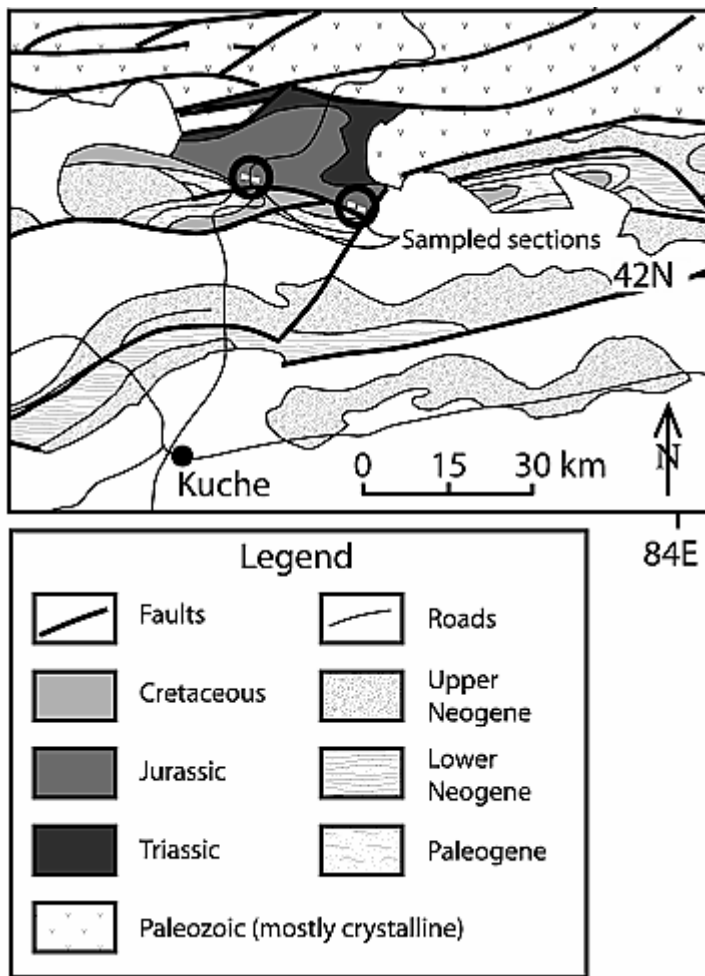 Sampled sections
42N
Kuche
0 15 30 km
N
84E
Legend
Faults
Roads
Cretaceous
Upper
Neogene
Jurassic
Lower
Neogene
Triassic
Paleogene
Paleozoic (mostly crystalline)